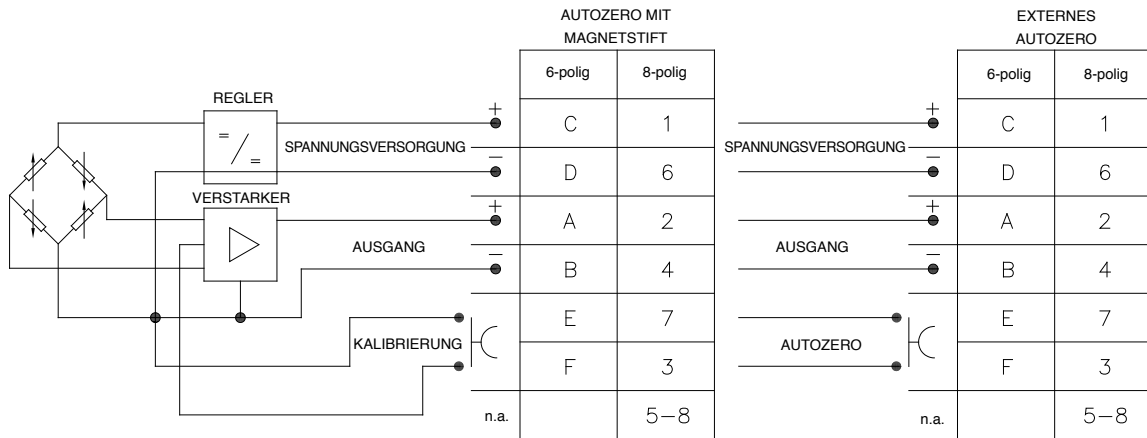 AUTOZERO MIT
MAGNETSTIFT
6-polig 8-polig
REGLER
=
/
=
+ C 1
SPANNUNGSVERSORGUNG
− D 6
VERSTARKER
+ A 2
AUSGANG
− B 4
E 7
KALIBRIERUNG
F 3
n.a. 5−8
EXTERNES
AUTOZERO
6-polig 8-polig
+ C 1
SPANNUNGSVERSORGUNG
− D 6
+ A 2
AUSGANG
− B 4
E 7
AUTOZERO
F 3
n.a. 5−8